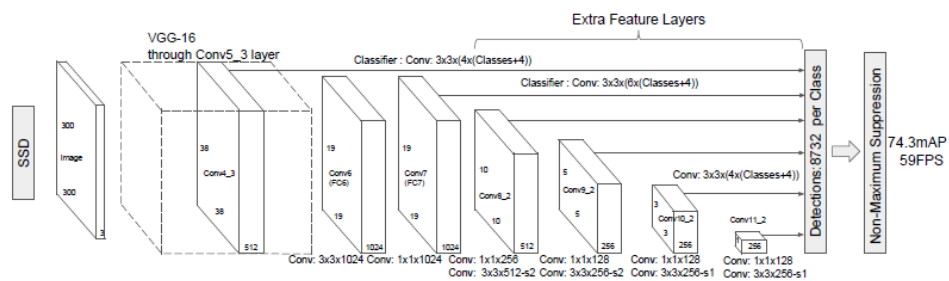 Extra Feature Layers
VGG-16
through Conv5_3 layer
Classifier : Conv: 3x3x(4x(Classes+4))
Classifier : Conv: 3x3x(6x(Classes+4))
SSD
300
Image
300
3
38
Conv4_3
38
512
19
Conv6
(FC6)
19
1024
19
Conv7
(FC7)
19
1024
10
Conv8_2
10
512
5
Conv9_2
5
256
Conv: 3x3x(4x(Classes+4))
3
Conv10_2
3
256
Conv11_2
1
256
Detections:8732 per Class
Non-Maximum Suppression
74.3mAP
59FPS
Conv: 3x3x1024
Conv: 1x1x1024
Conv: 1x1x256
Conv: 3x3x512-s2
Conv: 1x1x128
Conv: 3x3x256-s2
Conv: 1x1x128
Conv: 3x3x256-s1
Conv: 1x1x128
Conv: 3x3x256-s1